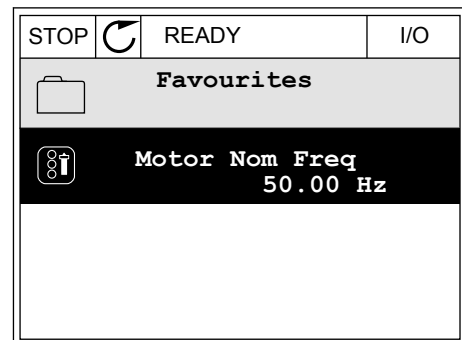 STOP READY I/O
Favourites
Motor Nom Freq
50.00 Hz